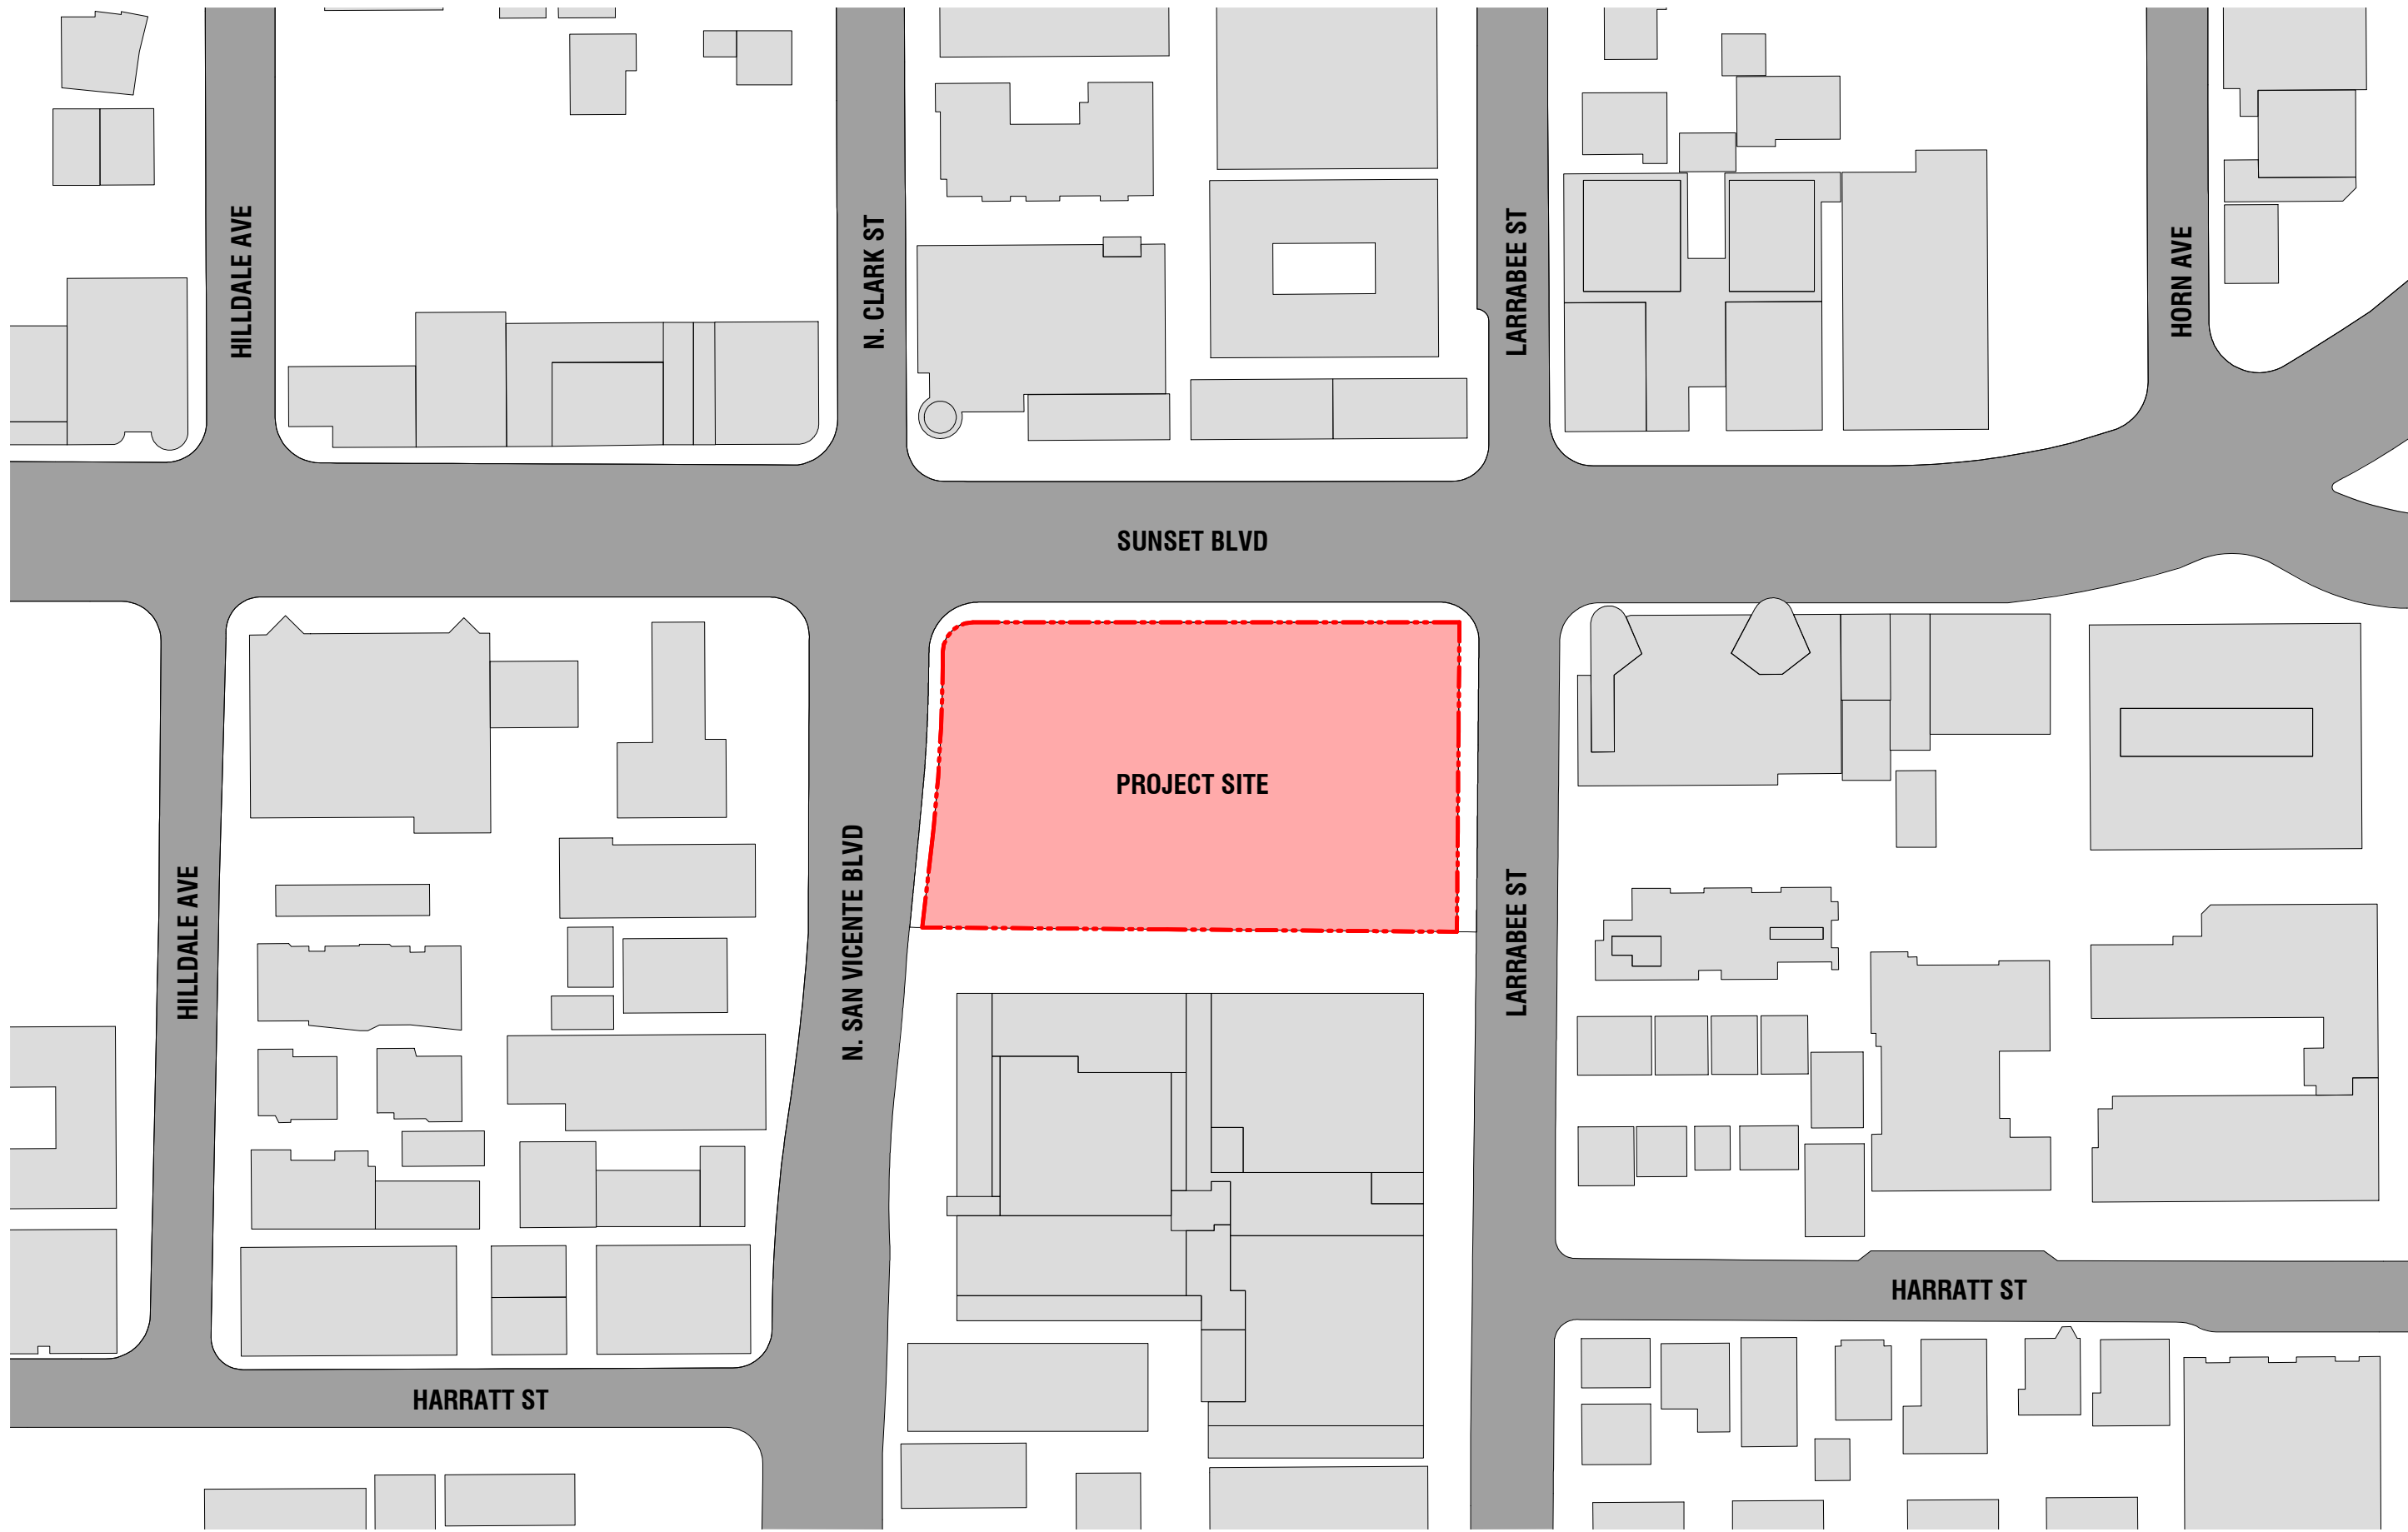 HILLDALE AVE
N. CLARK ST
LARRABEE ST
HORN AVE
SUNSET BLVD
PROJECT SITE
HILLDALE AVE
N. SAN VICENTE BLVD
LARRABEE ST
HARRATT ST
HARRATT ST